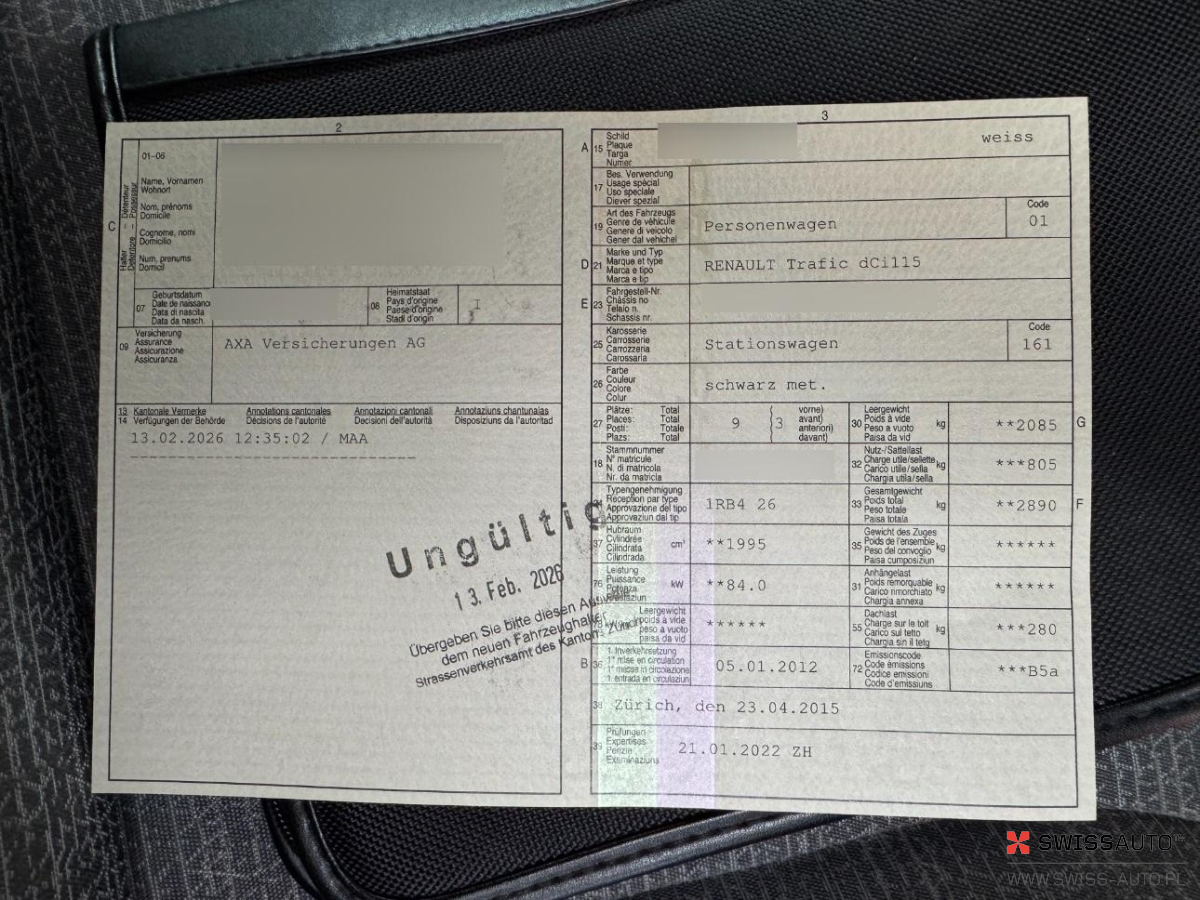 2
01-06
C
Halter – Détenteur
Detentore – Possessur
Name, Vornamen
Wohnort
Nom, prénoms
Domicile
Cognome, nomi
Domicilio
Num, prenums
Domicil
07
Geburtsdatum
Date de naissance
Data di nascita
Data da nasch.
08
Heimatstaat
Pays d'origine
Paese d'origine
Stadi d'origin
I
09
Versicherung
Assurance
Assicurazione
Assicuranza
AXA Versicherungen AG
13 Kantonale Vermerke Annotations cantonales Annotazioni cantonali Annotaziuns chantunalas
14 Verfügungen der Behörde Décisions de l'autorité Decisioni dell'autorità Disposiziuns da l'autoritad
13.02.2026 12:35:02 / MAA
Ungültig
13. Feb. 2026
Übergeben Sie bitte diesen Ausweis
dem neuen Fahrzeughalter
Strassenverkehrsamt des Kantons Zürich
3
A 15
Schild
Plaque
Targa
Numer
weiss
17
Bes. Verwendung
Usage spécial
Uso speciale
Diever spezial
19
Art des Fahrzeugs
Genre de véhicule
Genere di veicolo
Gener dal vehichel
Personenwagen
Code
01
D 21
Marke und Typ
Marque et type
Marca e tipo
Marca e tip
RENAULT Trafic dCi115
E 23
Fahrgestell-Nr.
Châssis no
Telaio n.
Schassis nr.
25
Karosserie
Carrosserie
Carrozzeria
Carossaria
Stationswagen
Code
161
26
Farbe
Couleur
Colore
Colur
schwarz met.
27
Plätze: Total
Places: Total
Posti: Totale
Plazs: Total
9
3
vorne)
avant)
anteriori)
davant)
30
Leergewicht
Poids à vide
Peso a vuoto
Paisa da vid
kg
**2085
G
18
Stammnummer
N° matricule
N. di matricola
Nr. da matricla
32
Nutz-/Sattellast
Charge utile/sellette
Carico utile/sella
Chargia utila/sella
kg
***805
Typengenehmigung
Réception par type
Approvazione del tipo
Approvaziun dal tip
1RB4 26
33
Gesamtgewicht
Poids total
Peso totale
Paisa totala
kg
**2890
F
37
Hubraum
Cylindrée
Cilindrata
Cilindrada
cm³
**1995
35
Gewicht des Zuges
Poids de l'ensemble
Peso del convoglio
Paisa cumposiziun
kg
******
76
Leistung
Puissance
Potenza
Prestaziun
kW
**84.0
31
Anhängelast
Poids remorquable
Carico rimorchiato
Chargia annexa
kg
******
78
Leergewicht
poids à vide
peso a vuoto
paisa da vid
******
55
Dachlast
Charge sur le toit
Carico sul tetto
Chargia sin il tetg
kg
***280
B 36
1. Inverkehrsetzung
1re mise en circulation
1a messa in circolazione
1. entrada en circulaziun
05.01.2012
72
Emissionscode
Code émissions
Codice emissioni
Code d'emissiuns
***B5a
38
Zürich, den 23.04.2015
39
Prüfungen
Expertises
Perizie
Examinaziuns
21.01.2022 ZH
SWISSAUTO
WWW.SWISS-AUTO.PL